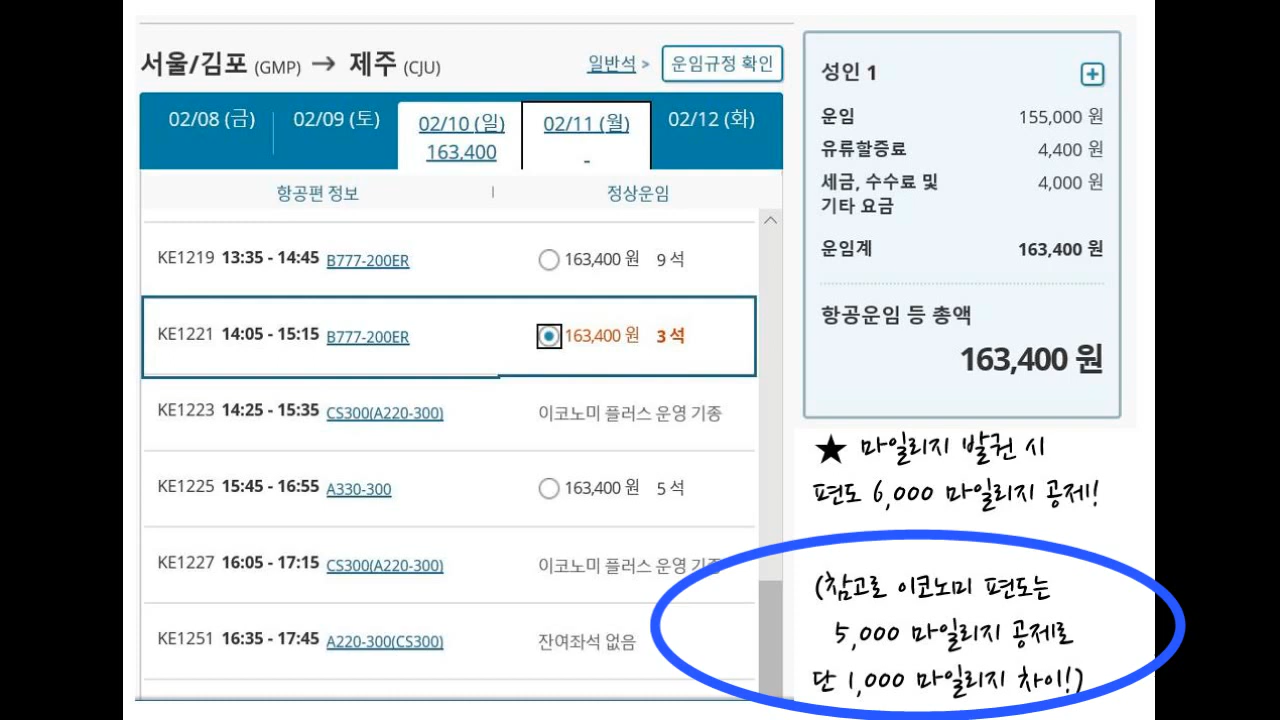 서울/김포 (GMP) → 제주 (CJU)
일반석 >
운임규정 확인
02/08 (금)
02/09 (토)
02/10 (일)
163,400
02/11 (월)
-
02/12 (화)
항공편 정보
정상운임
KE1219 13:35 - 14:45 B777-200ER 163,400 원 9 석
KE1221 14:05 - 15:15 B777-200ER 163,400 원 3 석
KE1223 14:25 - 15:35 CS300(A220-300) 이코노미 플러스 운영 기종
KE1225 15:45 - 16:55 A330-300 163,400 원 5 석
KE1227 16:05 - 17:15 CS300(A220-300) 이코노미 플러스 운영 기종
KE1251 16:35 - 17:45 A220-300(CS300) 잔여좌석 없음
성인 1
운임 155,000 원
유류할증료 4,400 원
세금, 수수료 및 4,000 원
기타 요금
운임계 163,400 원
항공운임 등 총액
163,400 원
★ 마일리지 발권 시
편도 6,000 마일리지 공제!
(참고로 이코노미 편도는
5,000 마일리지 공제로
단 1,000 마일리지 차이!)